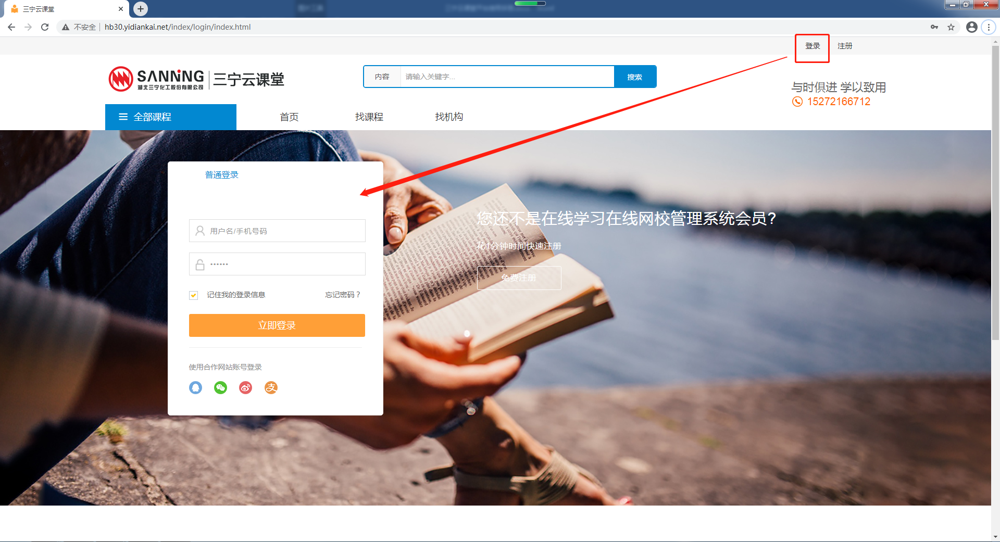 三宁云课堂
不安全 hb30.yidiankai.net/index/login/index.html
登录 注册
SANNING
湖北三宁化工股份有限公司
三宁云课堂
内容 请输入关键字... 搜索
与时俱进 学以致用
15272166712
全部课程 首页 找课程 找机构
普通登录
用户名/手机号码
••••••
记住我的登录信息 忘记密码？
立即登录
使用合作网站账号登录
支
您还不是在线学习在线网校管理系统会员?
花1分钟时间快速注册
免费注册